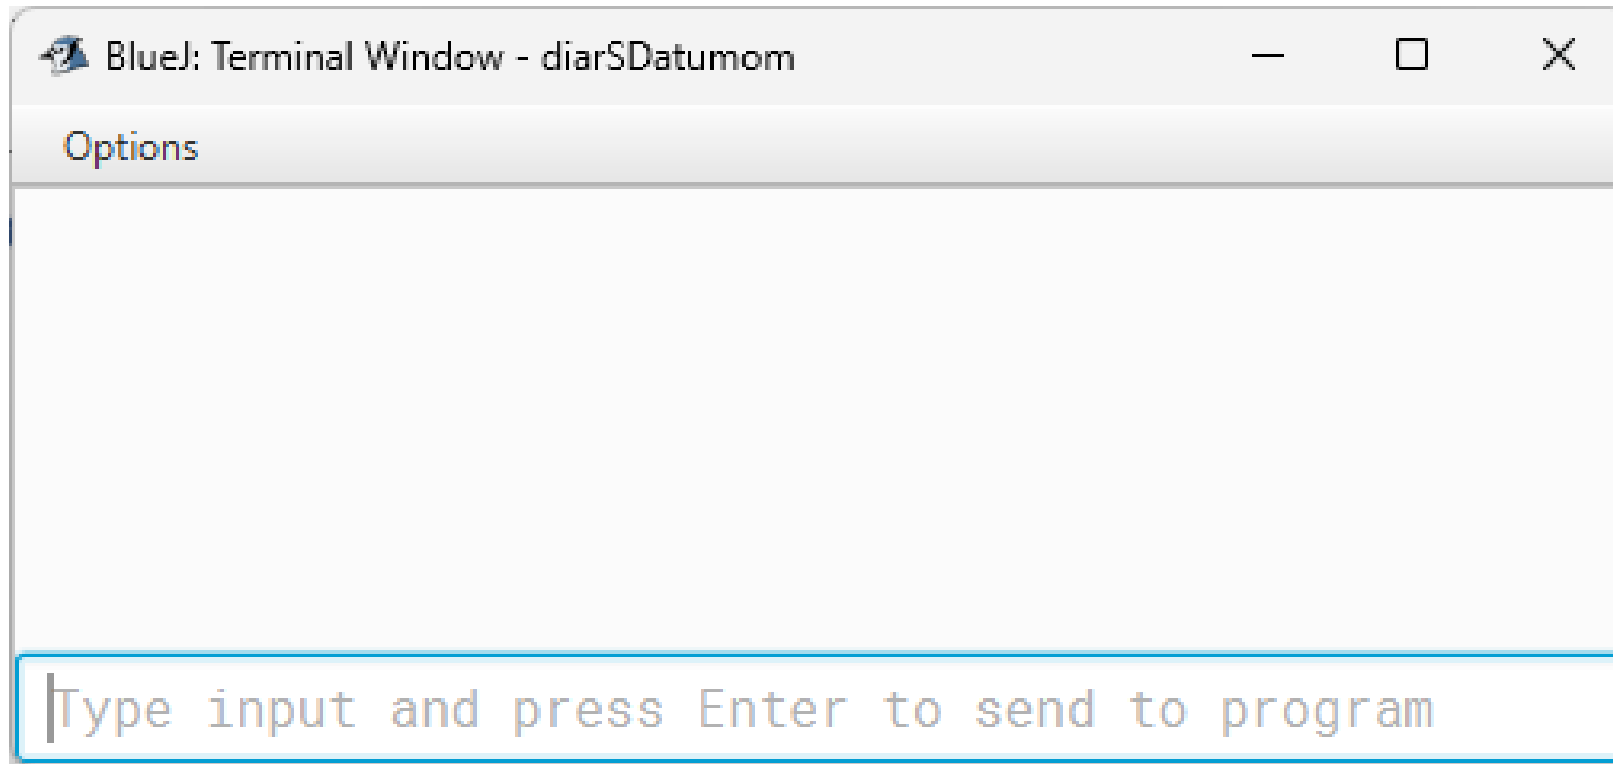 BlueJ: Terminal Window - diarSDatumom
Options
Type input and press Enter to send to program